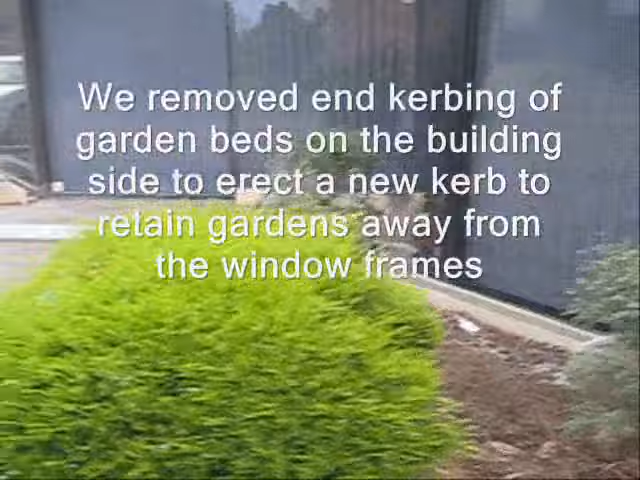 We removed end kerbing of
garden beds on the building
side to erect a new kerb to
retain gardens away from
the window frames